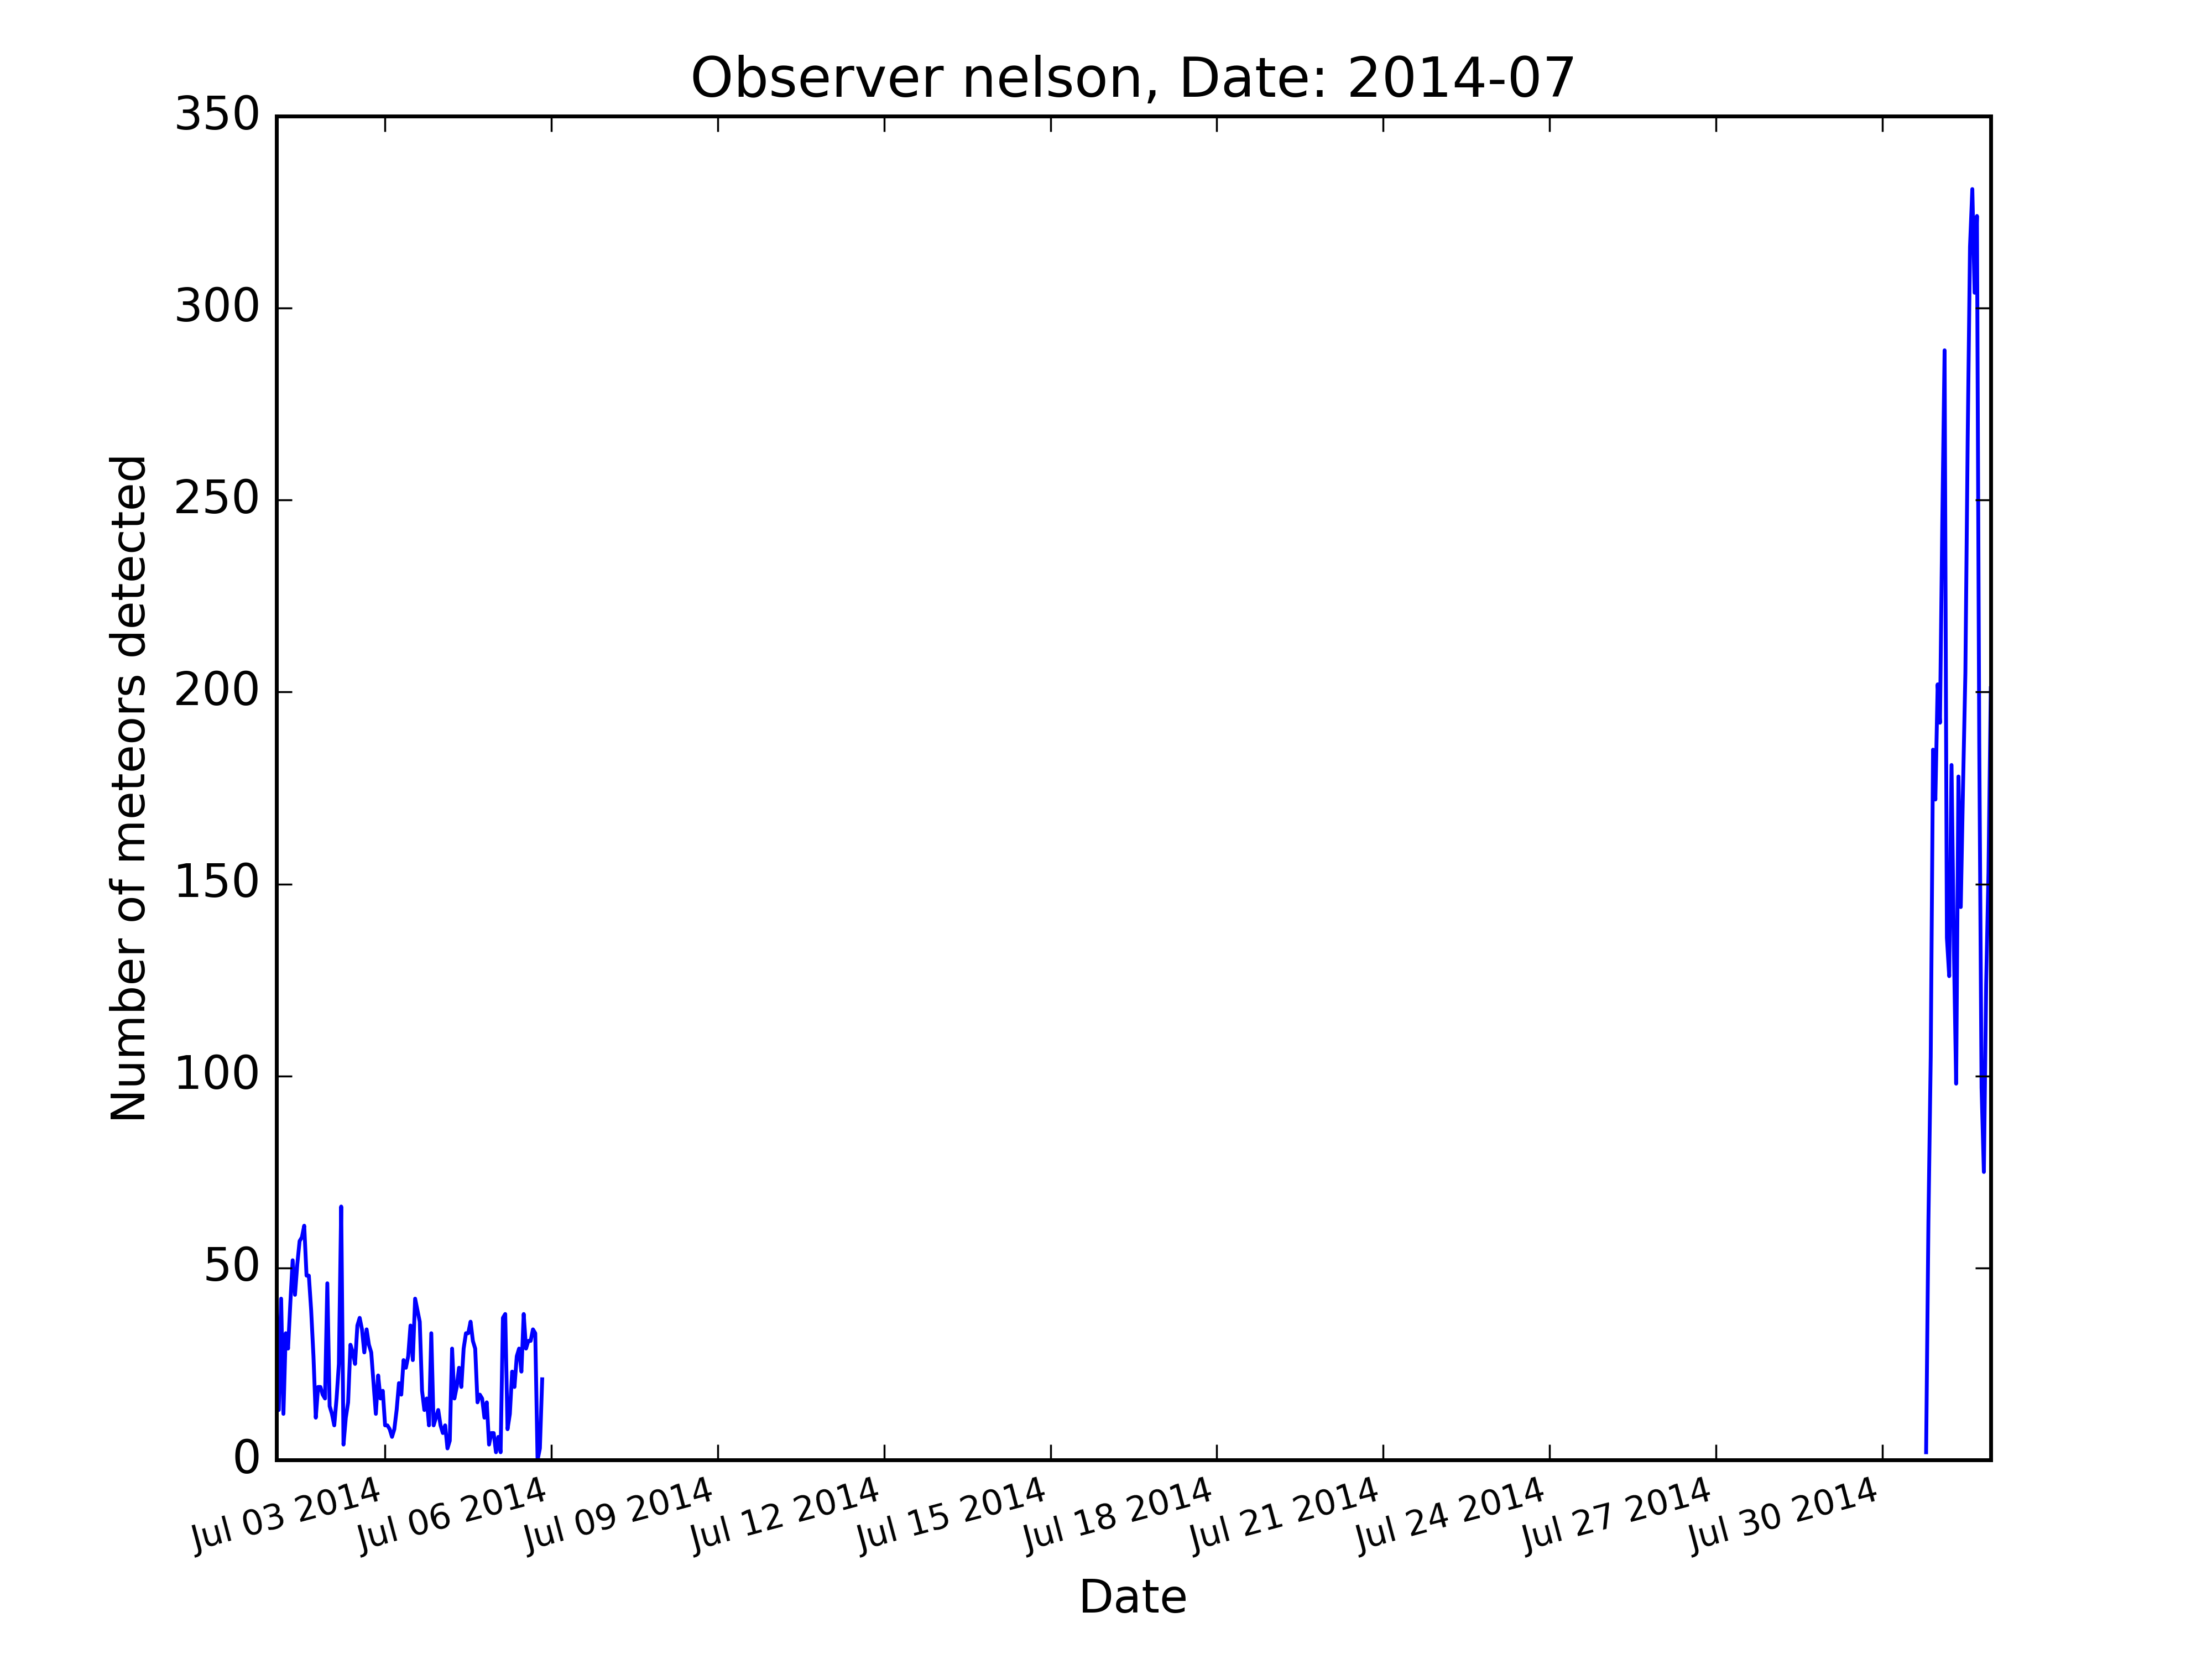 Observer nelson, Date: 2014-07
350
300
250
200
150
100
50
0
Number of meteors detected
Jul 03 2014
Jul 06 2014
Jul 09 2014
Jul 12 2014
Jul 15 2014
Jul 18 2014
Jul 21 2014
Jul 24 2014
Jul 27 2014
Jul 30 2014
Date